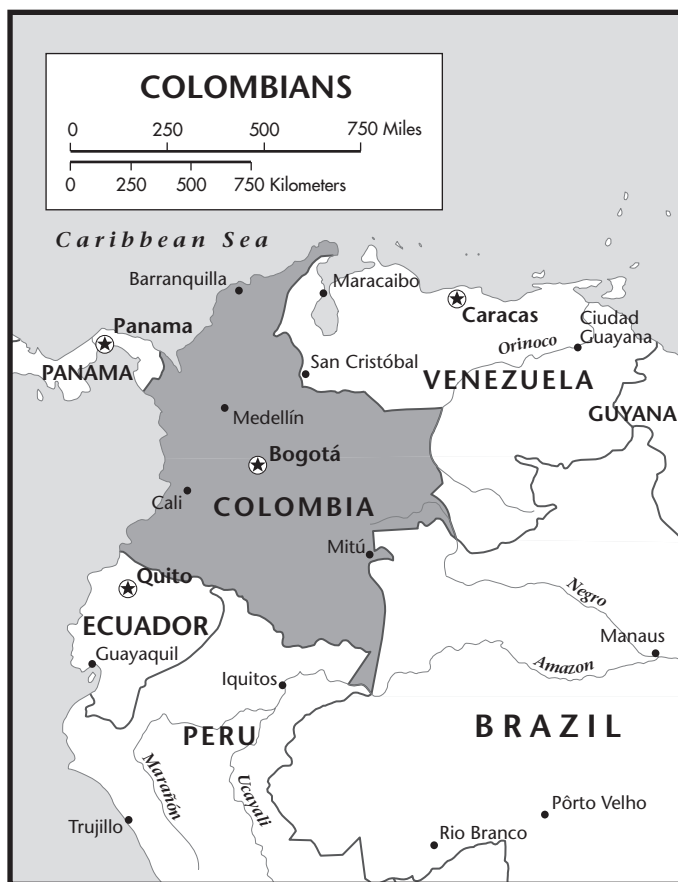 COLOMBIANS
0 250 500 750 Miles
0 250 500 750 Kilometers
Caribbean Sea
Barranquilla
Maracaibo
Caracas
Panama
Ciudad
Guayana
Orinoco
PANAMA
San Cristóbal
VENEZUELA
GUYANA
Medellín
Bogotá
Cali
COLOMBIA
Mitú
Quito
Negro
ECUADOR
Manaus
Guayaquil
Amazon
Iquitos
BRAZIL
PERU
Marañón
Ucayali
Pôrto Velho
Trujillo
Rio Branco